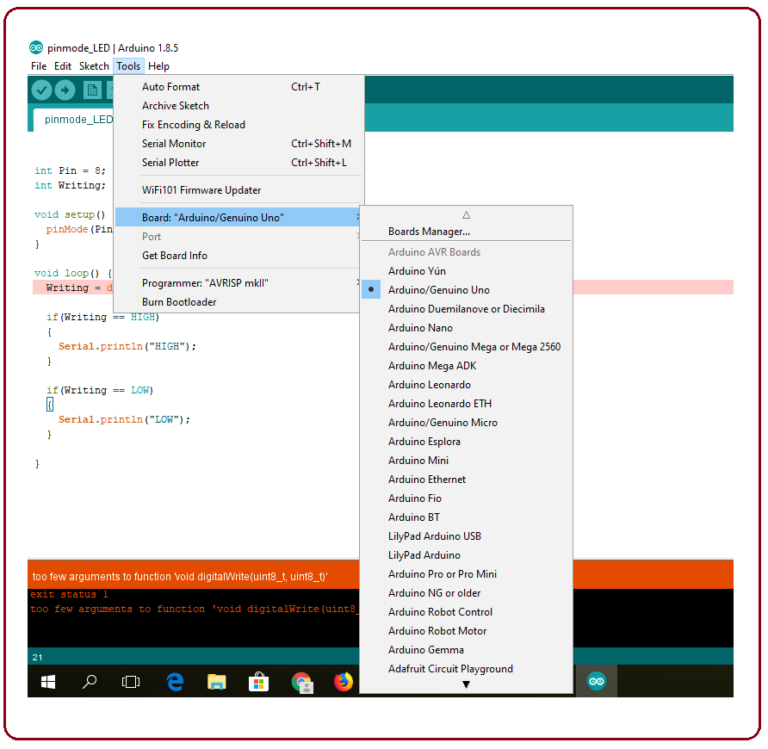 pinmode_LED | Arduino 1.8.5
File Edit Sketch Tools Help
pinmode_LED
Auto Format Ctrl+T
Archive Sketch
Fix Encoding & Reload
Serial Monitor Ctrl+Shift+M
Serial Plotter Ctrl+Shift+L
WiFi101 Firmware Updater
Board: "Arduino/Genuino Uno"
Port
Get Board Info
Programmer: "AVRISP mkII"
Burn Bootloader
Boards Manager...
Arduino AVR Boards
Arduino Yún
Arduino/Genuino Uno
Arduino Duemilanove or Diecimila
Arduino Nano
Arduino/Genuino Mega or Mega 2560
Arduino Mega ADK
Arduino Leonardo
Arduino Leonardo ETH
Arduino/Genuino Micro
Arduino Esplora
Arduino Mini
Arduino Ethernet
Arduino Fio
Arduino BT
LilyPad Arduino USB
LilyPad Arduino
Arduino Pro or Pro Mini
Arduino NG or older
Arduino Robot Control
Arduino Robot Motor
Arduino Gemma
Adafruit Circuit Playground
int Pin = 8;
int Writing;
void setup()
pinMode(Pin
}
void loop() {
Writing = d
if(Writing == HIGH)
{
Serial.println("HIGH");
}
if(Writing == LOW)
{
Serial.println("LOW");
}
}
too few arguments to function 'void digitalWrite(uint8_t, uint8_t)'
exit status 1
too few arguments to function 'void digitalWrite(uint8_
21